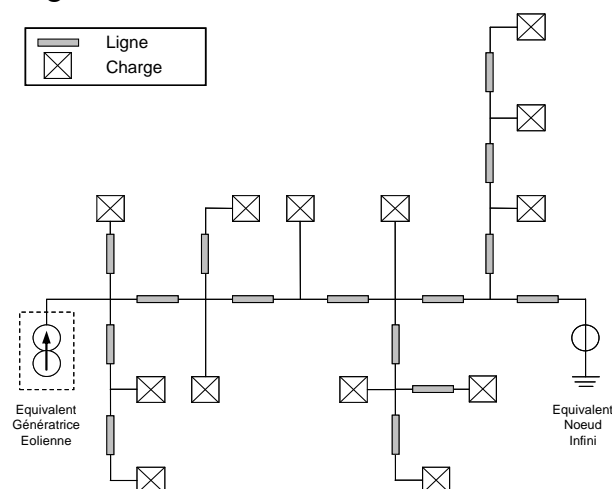 Ligne
Charge
Equivalent
Génératrice
Eolienne
Equivalent
Noeud
Infini